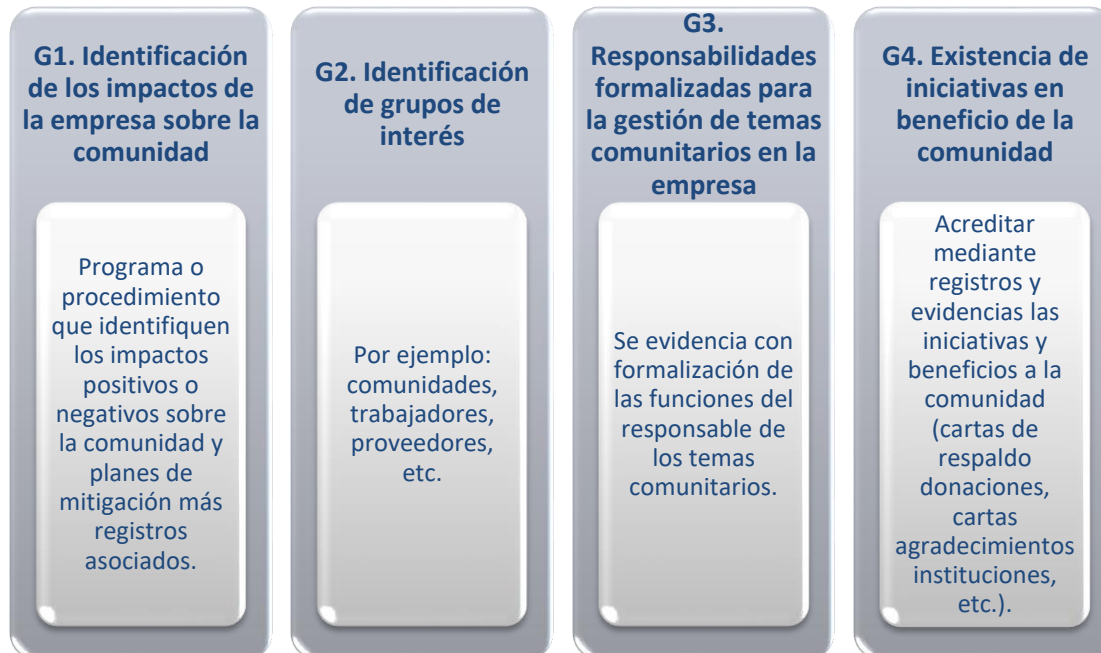 G1. Identificación
de los impactos de
la empresa sobre la
comunidad
Programa o
procedimiento
que identifiquen
los impactos
positivos o
negativos sobre
la comunidad y
planes de
mitigación más
registros
asociados.
G2. Identificación
de grupos de
interés
Por ejemplo:
comunidades,
trabajadores,
proveedores,
etc.
G3.
Responsabilidades
formalizadas para
la gestión de temas
comunitarios en la
empresa
Se evidencia con
formalización de
las funciones del
responsable de
los temas
comunitarios.
G4. Existencia de
iniciativas en
beneficio de la
comunidad
Acreditar
mediante
registros y
evidencias las
iniciativas y
beneficios a la
comunidad
(cartas de
respaldo
donaciones,
cartas
agradecimientos
instituciones,
etc.).